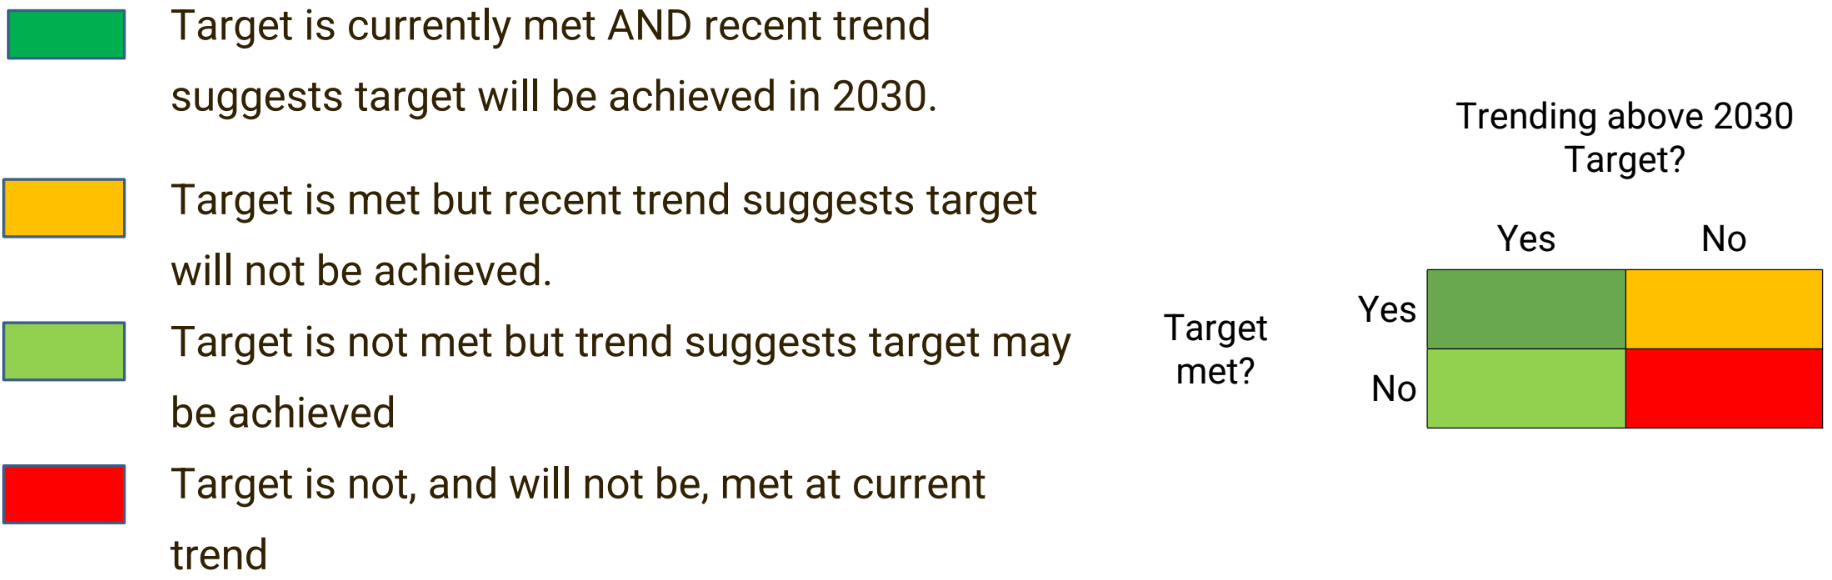 Target is currently met AND recent trend
suggests target will be achieved in 2030.
Target is met but recent trend suggests target
will not be achieved.
Target is not met but trend suggests target may
be achieved
Target is not, and will not be, met at current
trend
Trending above 2030
Target?
Yes No
Target
met?
Yes
No